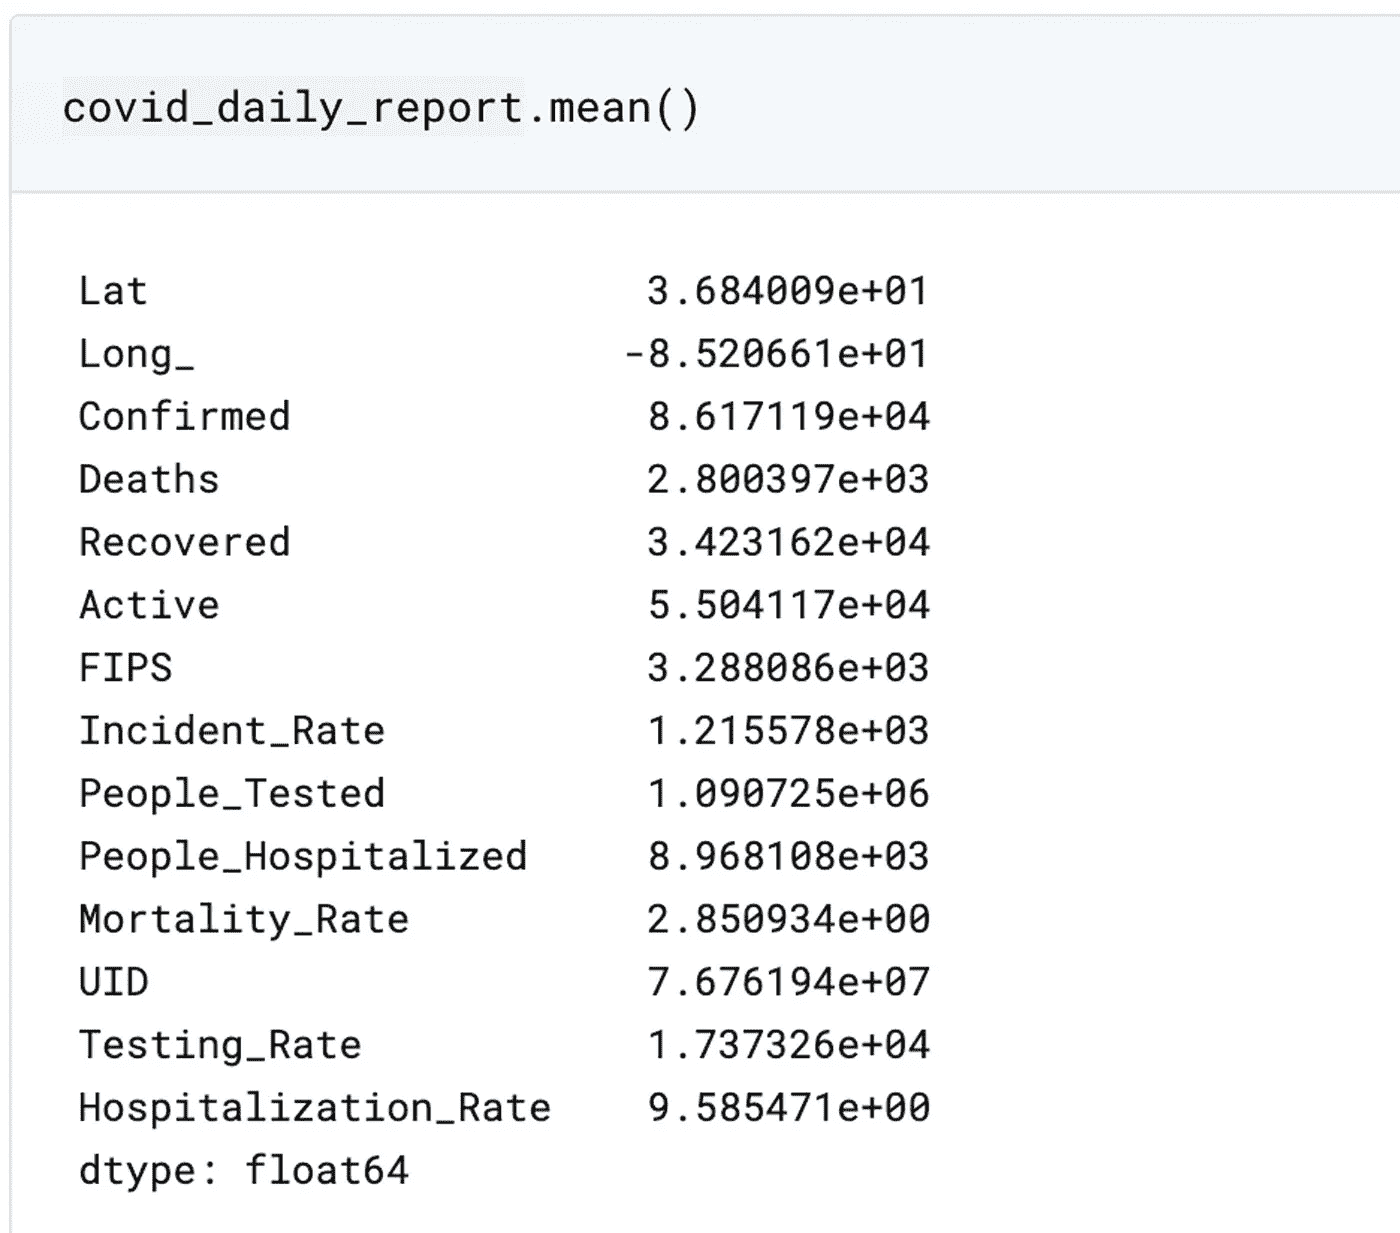 covid_daily_report.mean()
Lat 3.684009e+01
Long_ -8.520661e+01
Confirmed 8.617119e+04
Deaths 2.800397e+03
Recovered 3.423162e+04
Active 5.504117e+04
FIPS 3.288086e+03
Incident_Rate 1.215578e+03
People_Tested 1.090725e+06
People_Hospitalized 8.968108e+03
Mortality_Rate 2.850934e+00
UID 7.676194e+07
Testing_Rate 1.737326e+04
Hospitalization_Rate 9.585471e+00
dtype: float64